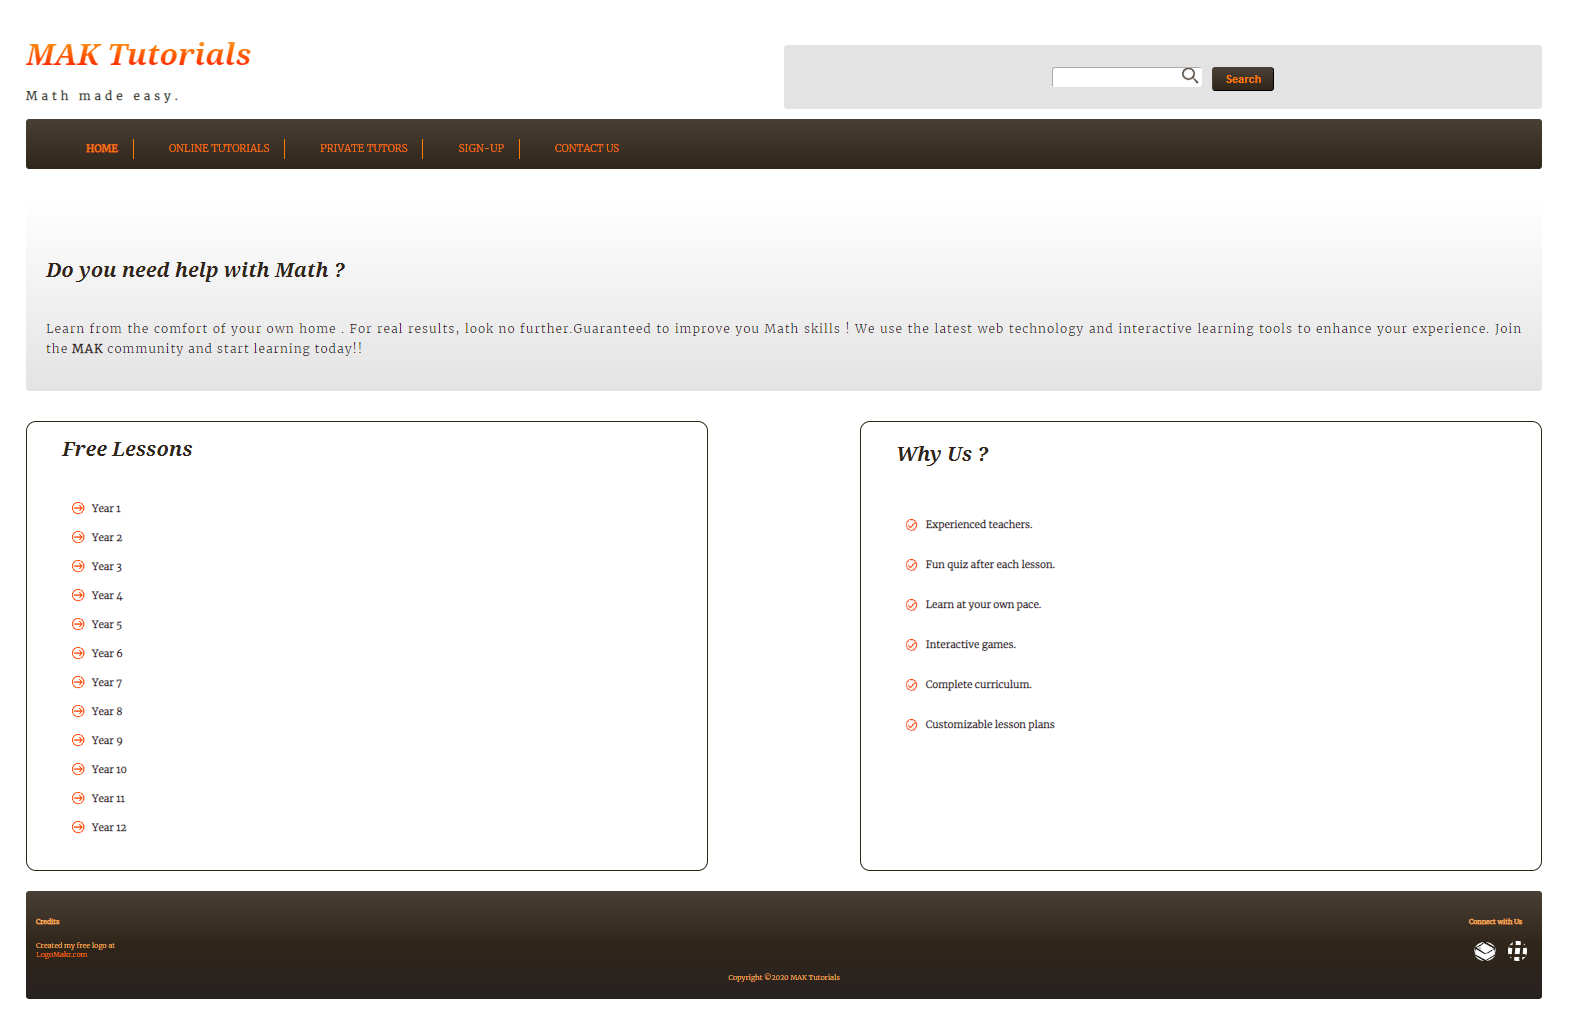 MAK Tutorials
Math made easy.
Search
HOME
ONLINE TUTORIALS
PRIVATE TUTORS
SIGN-UP
CONTACT US
Do you need help with Math ?
Learn from the comfort of your own home . For real results, look no further.Guaranteed to improve you Math skills ! We use the latest web technology and interactive learning tools to enhance your experience. Join
the MAK community and start learning today!!
Free Lessons
Year 1
Year 2
Year 3
Year 4
Year 5
Year 6
Year 7
Year 8
Year 9
Year 10
Year 11
Year 12
Why Us ?
Experienced teachers.
Fun quiz after each lesson.
Learn at your own pace.
Interactive games.
Complete curriculum.
Customizable lesson plans
Credits
Created my free logo at
LogoMakr.com
Connect with Us
Copyright ©2020 MAK Tutorials